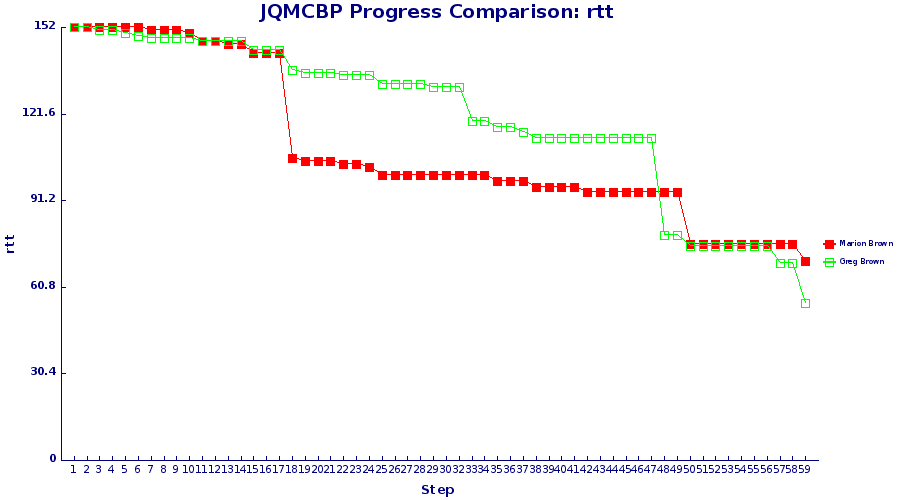 JQMCBP Progress Comparison: rtt
152
121.6
91.2
60.8
30.4
0
rtt
1 2 3 4 5 6 7 8 9 10 11 12 13 14 15 16 17 18 19 20 21 22 23 24 25 26 27 28 29 30 31 32 33 34 35 36 37 38 39 40 41 42 43 44 45 46 47 48 49 50 51 52 53 54 55 56 57 58 59
Step
Marion Brown
Greg Brown